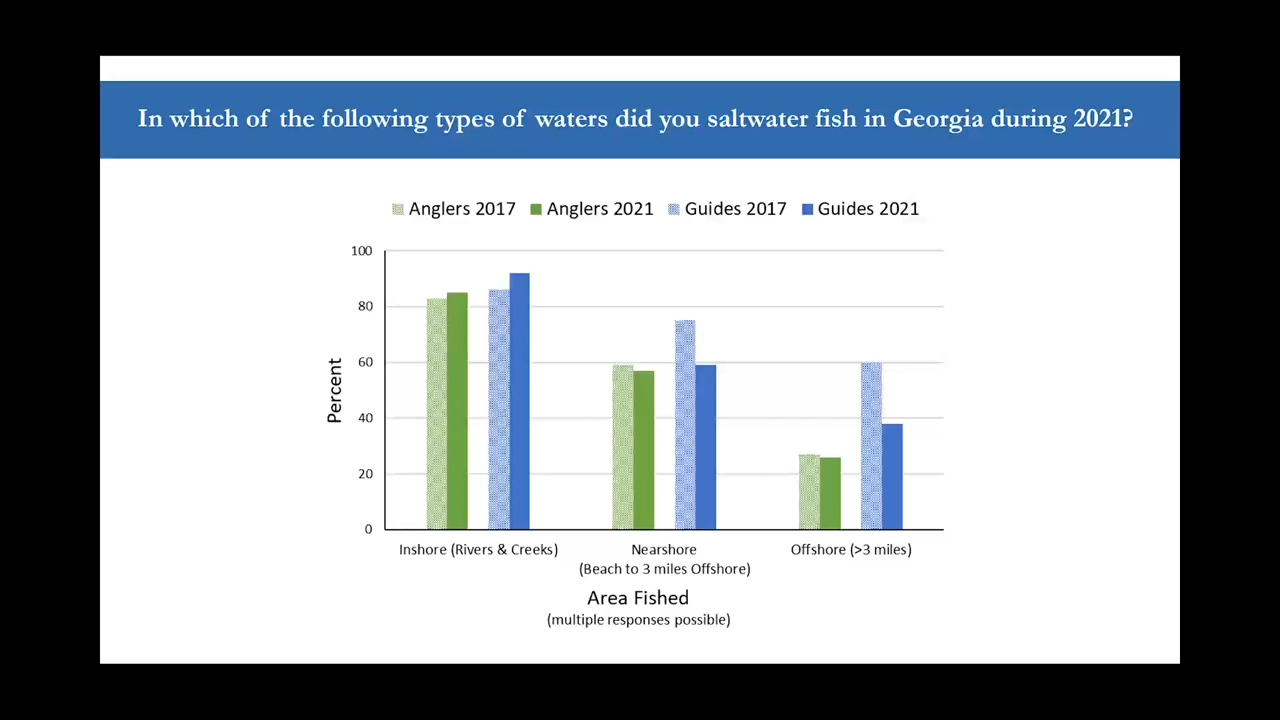 In which of the following types of waters did you saltwater fish in Georgia during 2021?
Anglers 2017 Anglers 2021 Guides 2017 Guides 2021
100
80
60
40
20
0
Percent
Inshore (Rivers & Creeks) Nearshore Offshore (>3 miles)
(Beach to 3 miles Offshore)
Area Fished
(multiple responses possible)